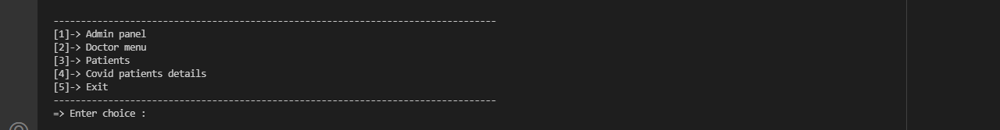 ---------------------------------------------------------------------------------
[1]-> Admin panel
[2]-> Doctor menu
[3]-> Patients
[4]-> Covid patients details
[5]-> Exit
---------------------------------------------------------------------------------
=> Enter choice :